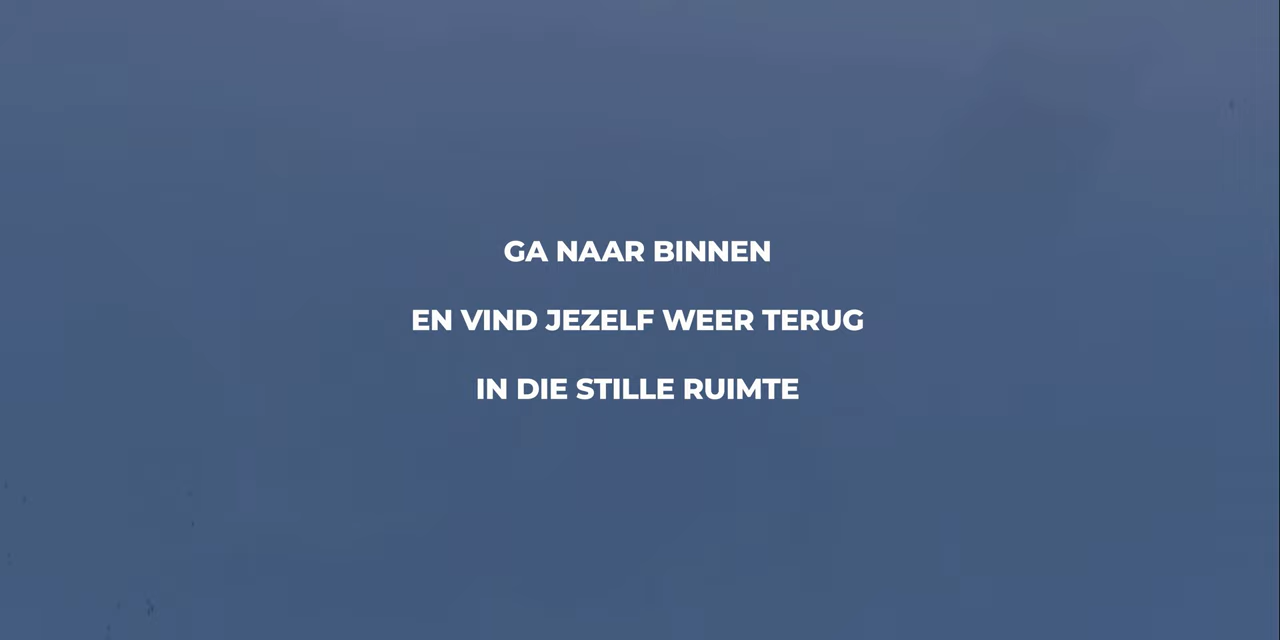 GA NAAR BINNEN
EN VIND JEZELF WEER TERUG
IN DIE STILLE RUIMTE